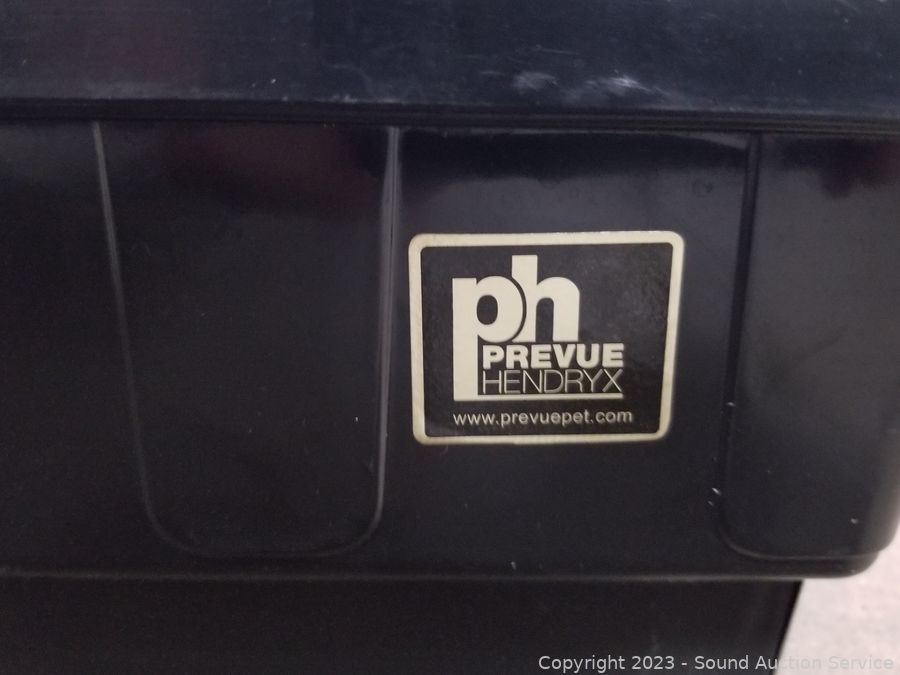 ph
PREVUE
HENDRYX
www.prevuepet.com
Copyright 2023 - Sound Auction Service